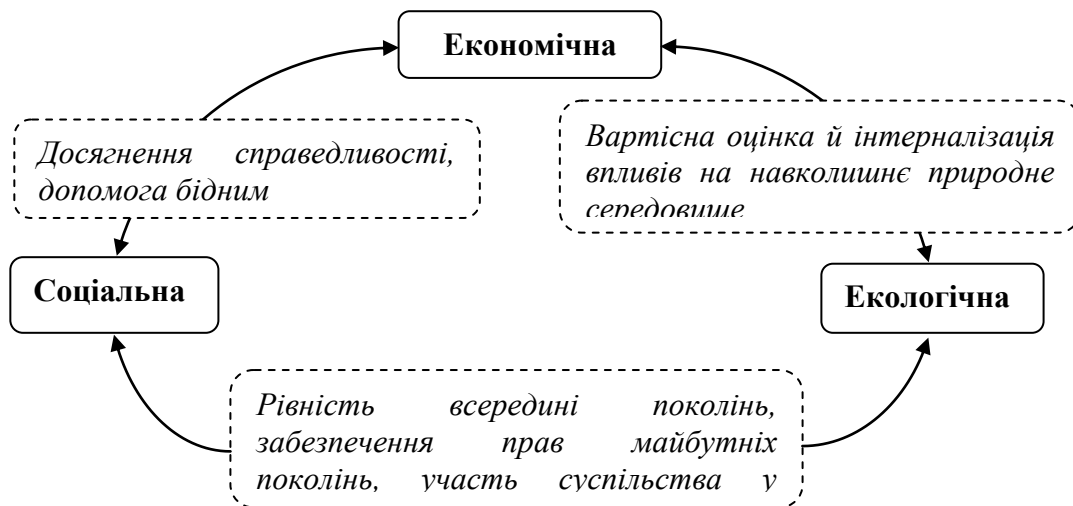 Економічна
Досягнення справедливості,
допомога бідним
Вартісна оцінка й інтерналізація
впливів на навколишнє природне
середовище
Соціальна
Екологічна
Рівність всередині поколінь,
забезпечення прав майбутніх
поколінь, участь суспільства у